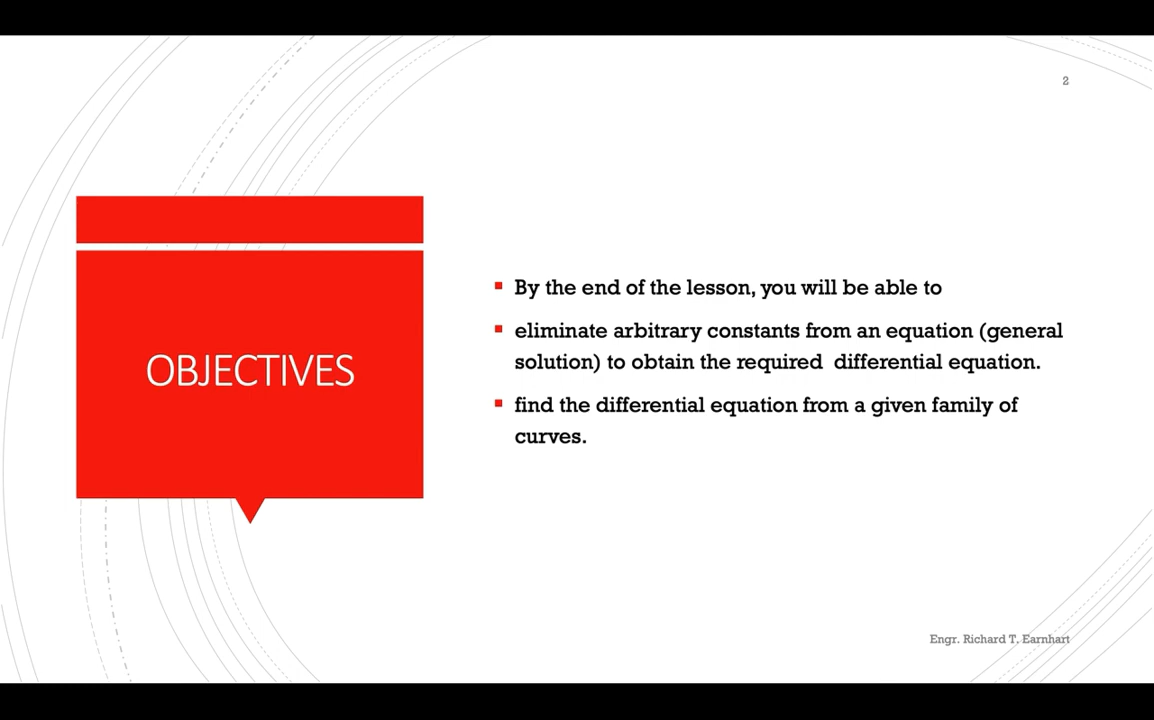 2
OBJECTIVES
▪ By the end of the lesson, you will be able to
▪ eliminate arbitrary constants from an equation (general
solution) to obtain the required  differential equation.
▪ find the differential equation from a given family of
curves.
Engr. Richard T. Earnhart